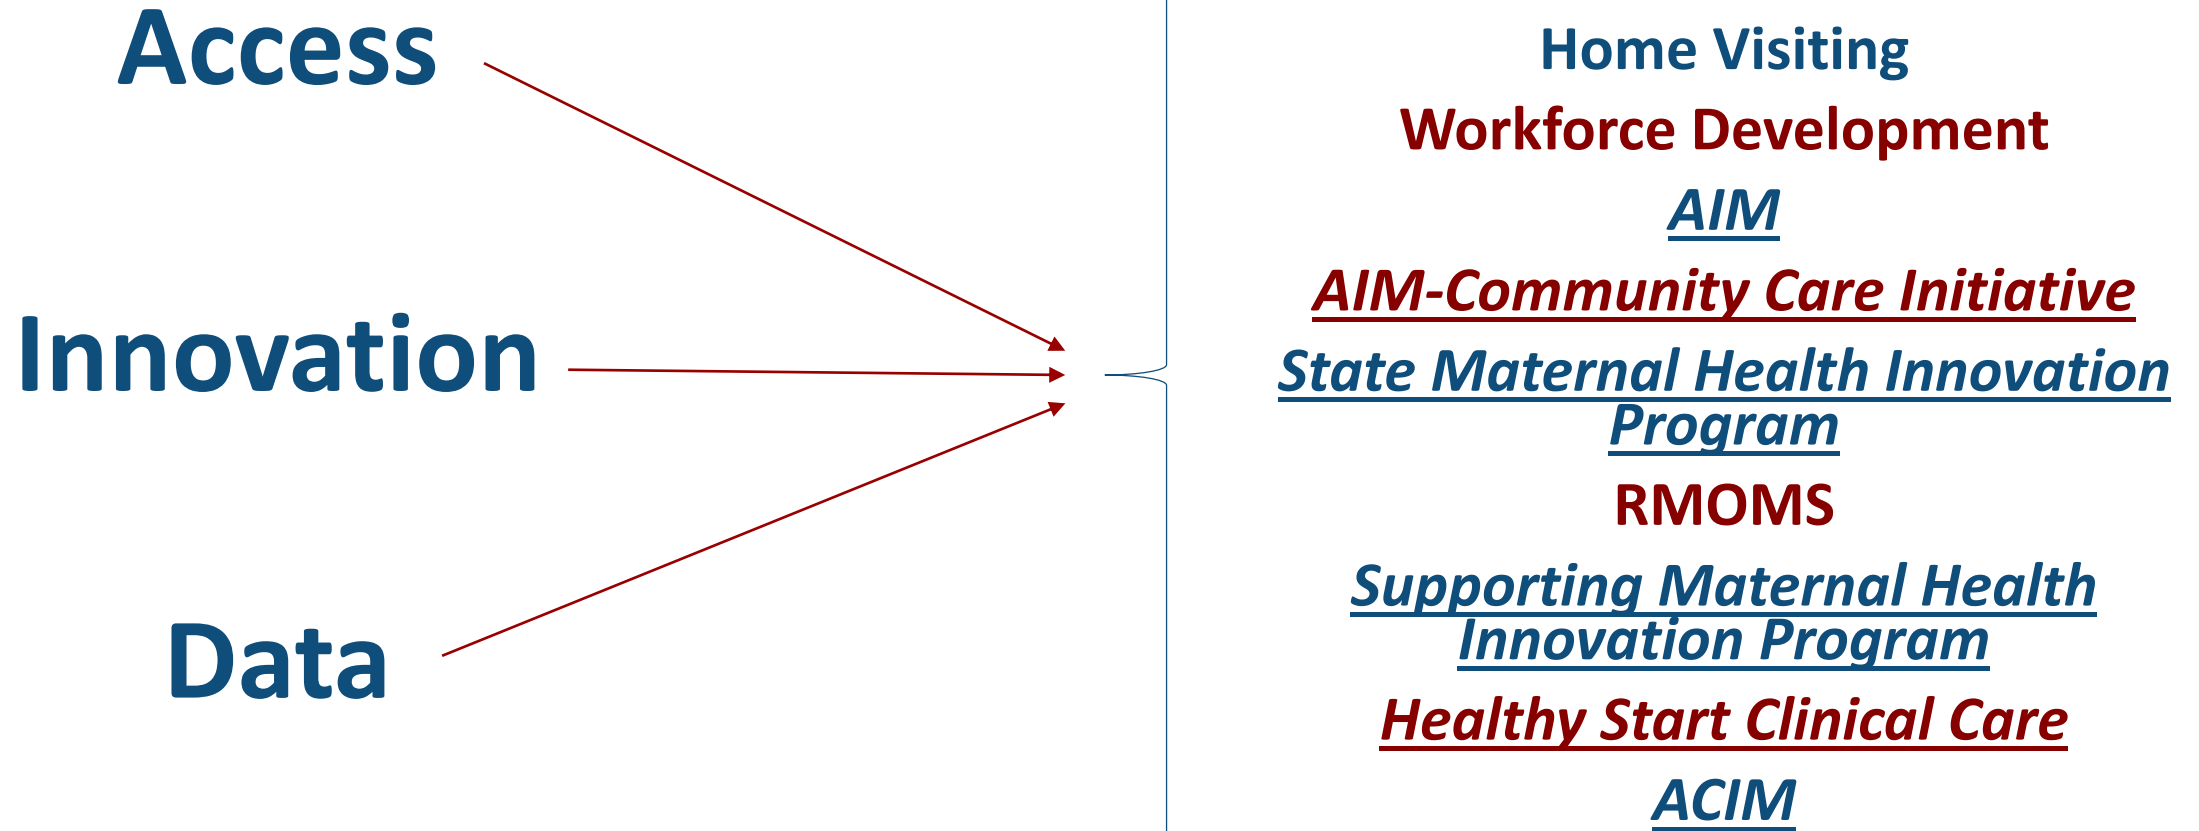 Access
Innovation
Data
Home Visiting
Workforce Development
AIM
AIM-Community Care Initiative
State Maternal Health Innovation
Program
RMOMS
Supporting Maternal Health
Innovation Program
Healthy Start Clinical Care
ACIM